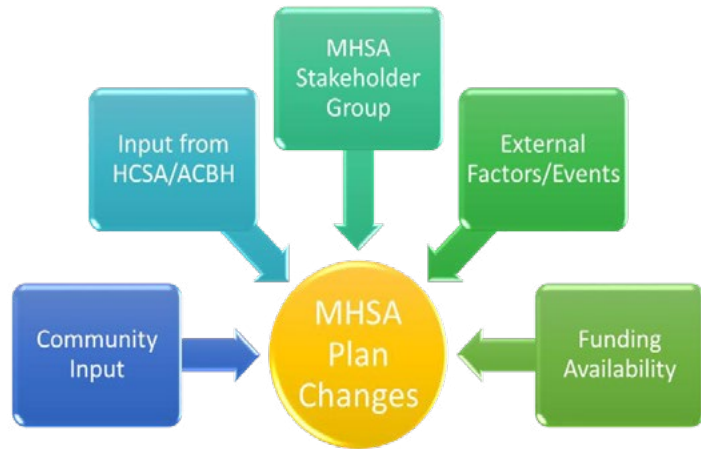 MHSA
Stakeholder
Group
Input from
HCSA/ACBH
External
Factors/Events
Community
Input
MHSA
Plan
Changes
Funding
Availability